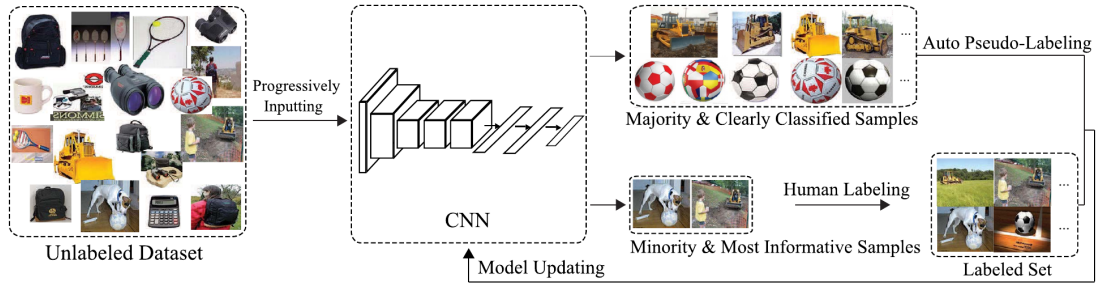 Progressively
Inputting
CNN
Unlabeled Dataset
Majority & Clearly Classified Samples
Auto Pseudo-Labeling
Minority & Most Informative Samples
Human Labeling
Labeled Set
Model Updating
...
...
...
...
SIMMONS